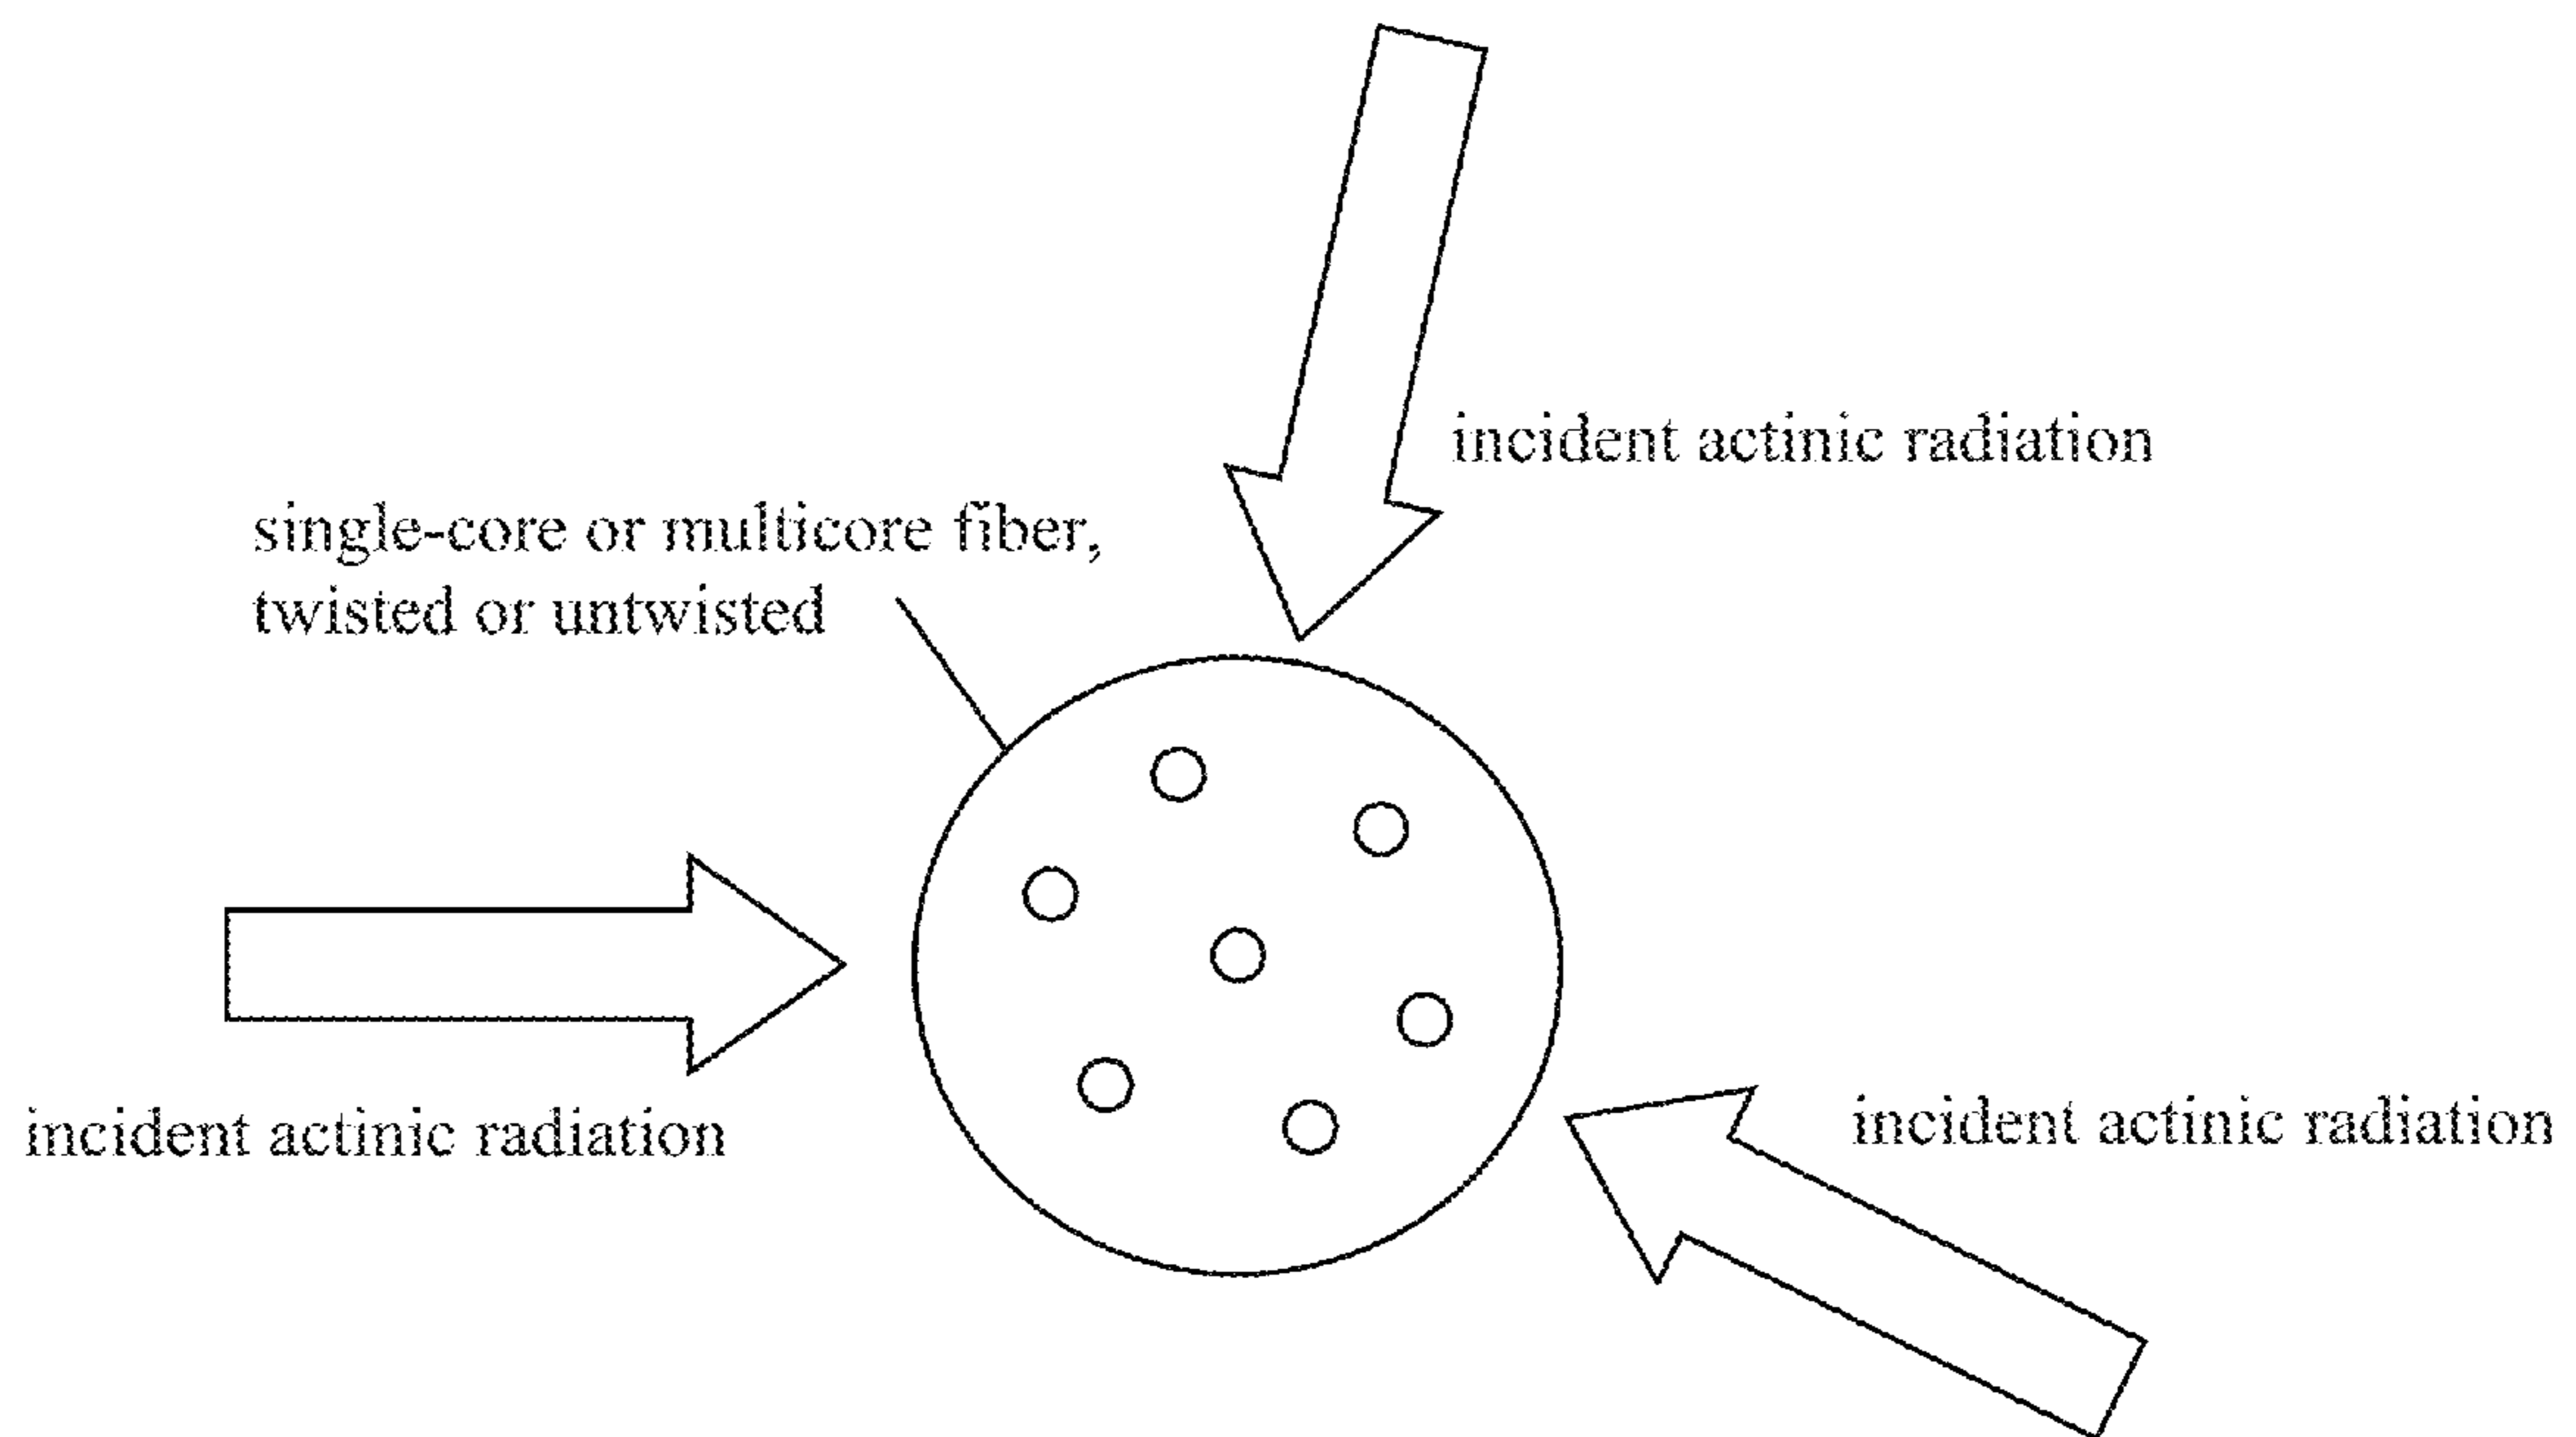 incident actinic radiation
single-core or multicore fiber,
twisted or untwisted
incident actinic radiation
incident actinic radiation